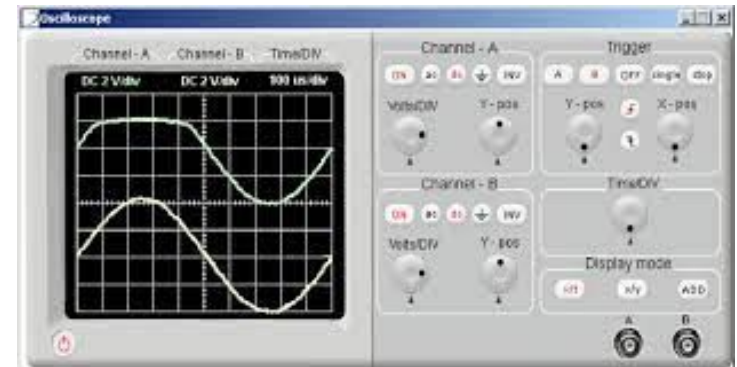 Oscilloscope
Channel - A Channel - B Time/DIV
DC 2 V/div DC 2 V/div 100 us/div
Channel - A
ON ac dc INV
Volts/DIV Y - pos
Channel - B
ON ac dc INV
Volts/DIV Y - pos
Trigger
A B OFF single stop
Y - pos X - pos
Time/DIV
Display mode
Y/t x/y ADD
A B